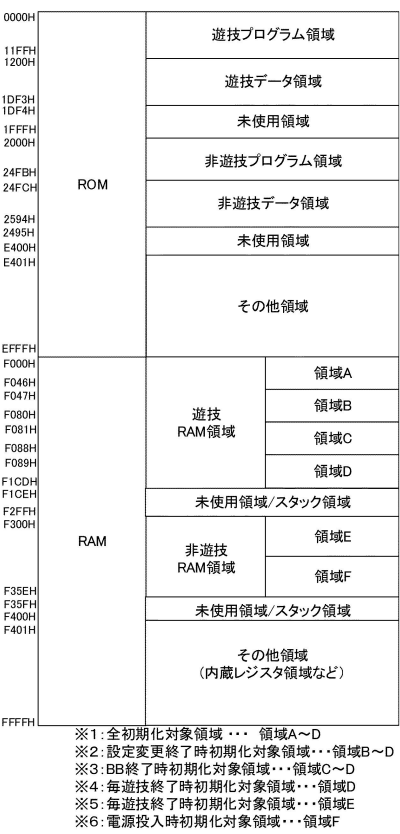 0000H
遊技プログラム領域
11FFH
1200H
遊技データ領域
1DF3H
1DF4H
未使用領域
1FFFH
2000H
非遊技プログラム領域
24FBH
24FCH
ROM
非遊技データ領域
2594H
2495H
未使用領域
E400H
E401H
その他領域
EFFFH
F000H
領域A
F046H
F047H
領域B
F080H
遊技
RAM領域
F081H
領域C
F088H
F089H
領域D
F1CDH
F1CEH
未使用領域/スタック領域
F2FFH
F300H
RAM
領域E
非遊技
RAM領域
領域F
F35EH
F35FH
未使用領域/スタック領域
F400H
F401H
その他領域
(内蔵レジスタ領域など)
FFFFH
※1:全初期化対象領域 ・・・ 領域A～D
※2:設定変更終了時初期化対象領域・・・領域B～D
※3:BB終了時初期化対象領域・・・領域C～D
※4:毎遊技終了時初期化対象領域・・・領域D
※5:毎遊技終了時初期化対象領域・・・領域E
※6:電源投入時初期化対象領域・・・領域F